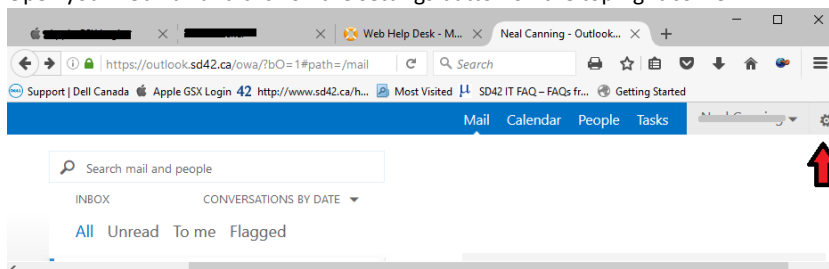 Web Help Desk - M... Neal Canning - Outlook...
https://outlook.sd42.ca/owa/?bO=1#path=/mail Search
Support | Dell Canada Apple GSX Login 42 http://www.sd42.ca/h... Most Visited μ SD42 IT FAQ – FAQs fr... Getting Started
Mail Calendar People Tasks
Search mail and people
INBOX CONVERSATIONS BY DATE
All Unread To me Flagged